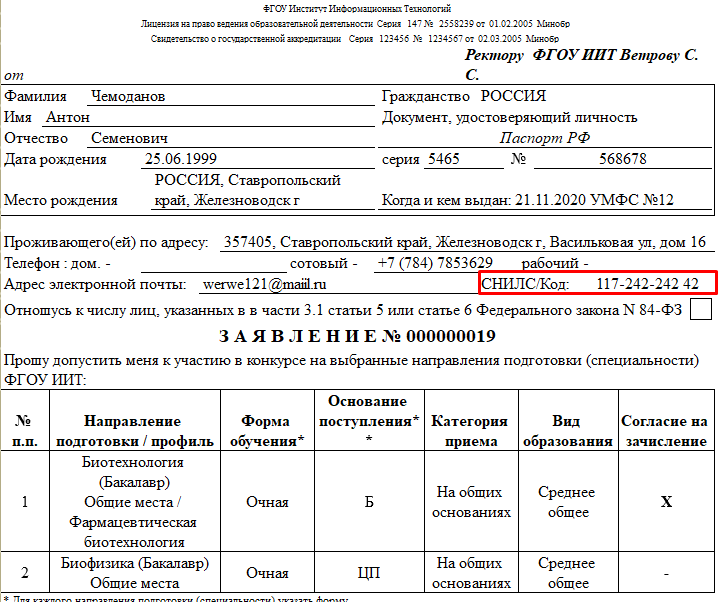 ФГОУ Институт Информационных Технологий
Лицензия на право ведения образовательной деятельности Серия 147 № 2558239 от 01.02.2005 Минобр
Свидетельство о государственной аккредитации Серия 123456 № 1234567 от 02.03.2005 Минобр
Ректору ФГОУ ИИТ Ветрову С.
С.
от
Фамилия Чемоданов Гражданство РОССИЯ
Имя Антон Документ, удостоверяющий личность
Отчество Семенович Паспорт РФ
Дата рождения 25.06.1999 серия 5465 № 568678
РОССИЯ, Ставропольский
Место рождения край, Железноводск г Когда и кем выдан: 21.11.2020 УМФС №12
Проживающего(ей) по адресу: 357405, Ставропольский край, Железноводск г, Васильковая ул, дом 16
Телефон : дом. - сотовый - +7 (784) 7853629 рабочий -
Адрес электронной почты: werwe121@maiil.ru СНИЛС/Код: 117-242-242 42
Отношусь к числу лиц, указанных в в части 3.1 статьи 5 или статье 6 Федерального закона N 84-ФЗ
З А Я В Л Е Н И Е № 000000019
Прошу допустить меня к участию в конкурсе на выбранные направления подготовки (специальности)
ФГОУ ИИТ:
№
п.п.
Направление
подготовки / профиль
Форма
обучения*
Основание
поступления*
*
Категория
приема
Вид
образования
Согласие на
зачисление
1
Биотехнология
(Бакалавр)
Общие места /
Фармацевтическая
биотехнология
Очная
Б
На общих
основаниях
Среднее
общее
X
2
Биофизика (Бакалавр)
Общие места
Очная
ЦП
На общих
основаниях
Среднее
общее
-
* Для каждого направления подготовки (специальности) указать форму